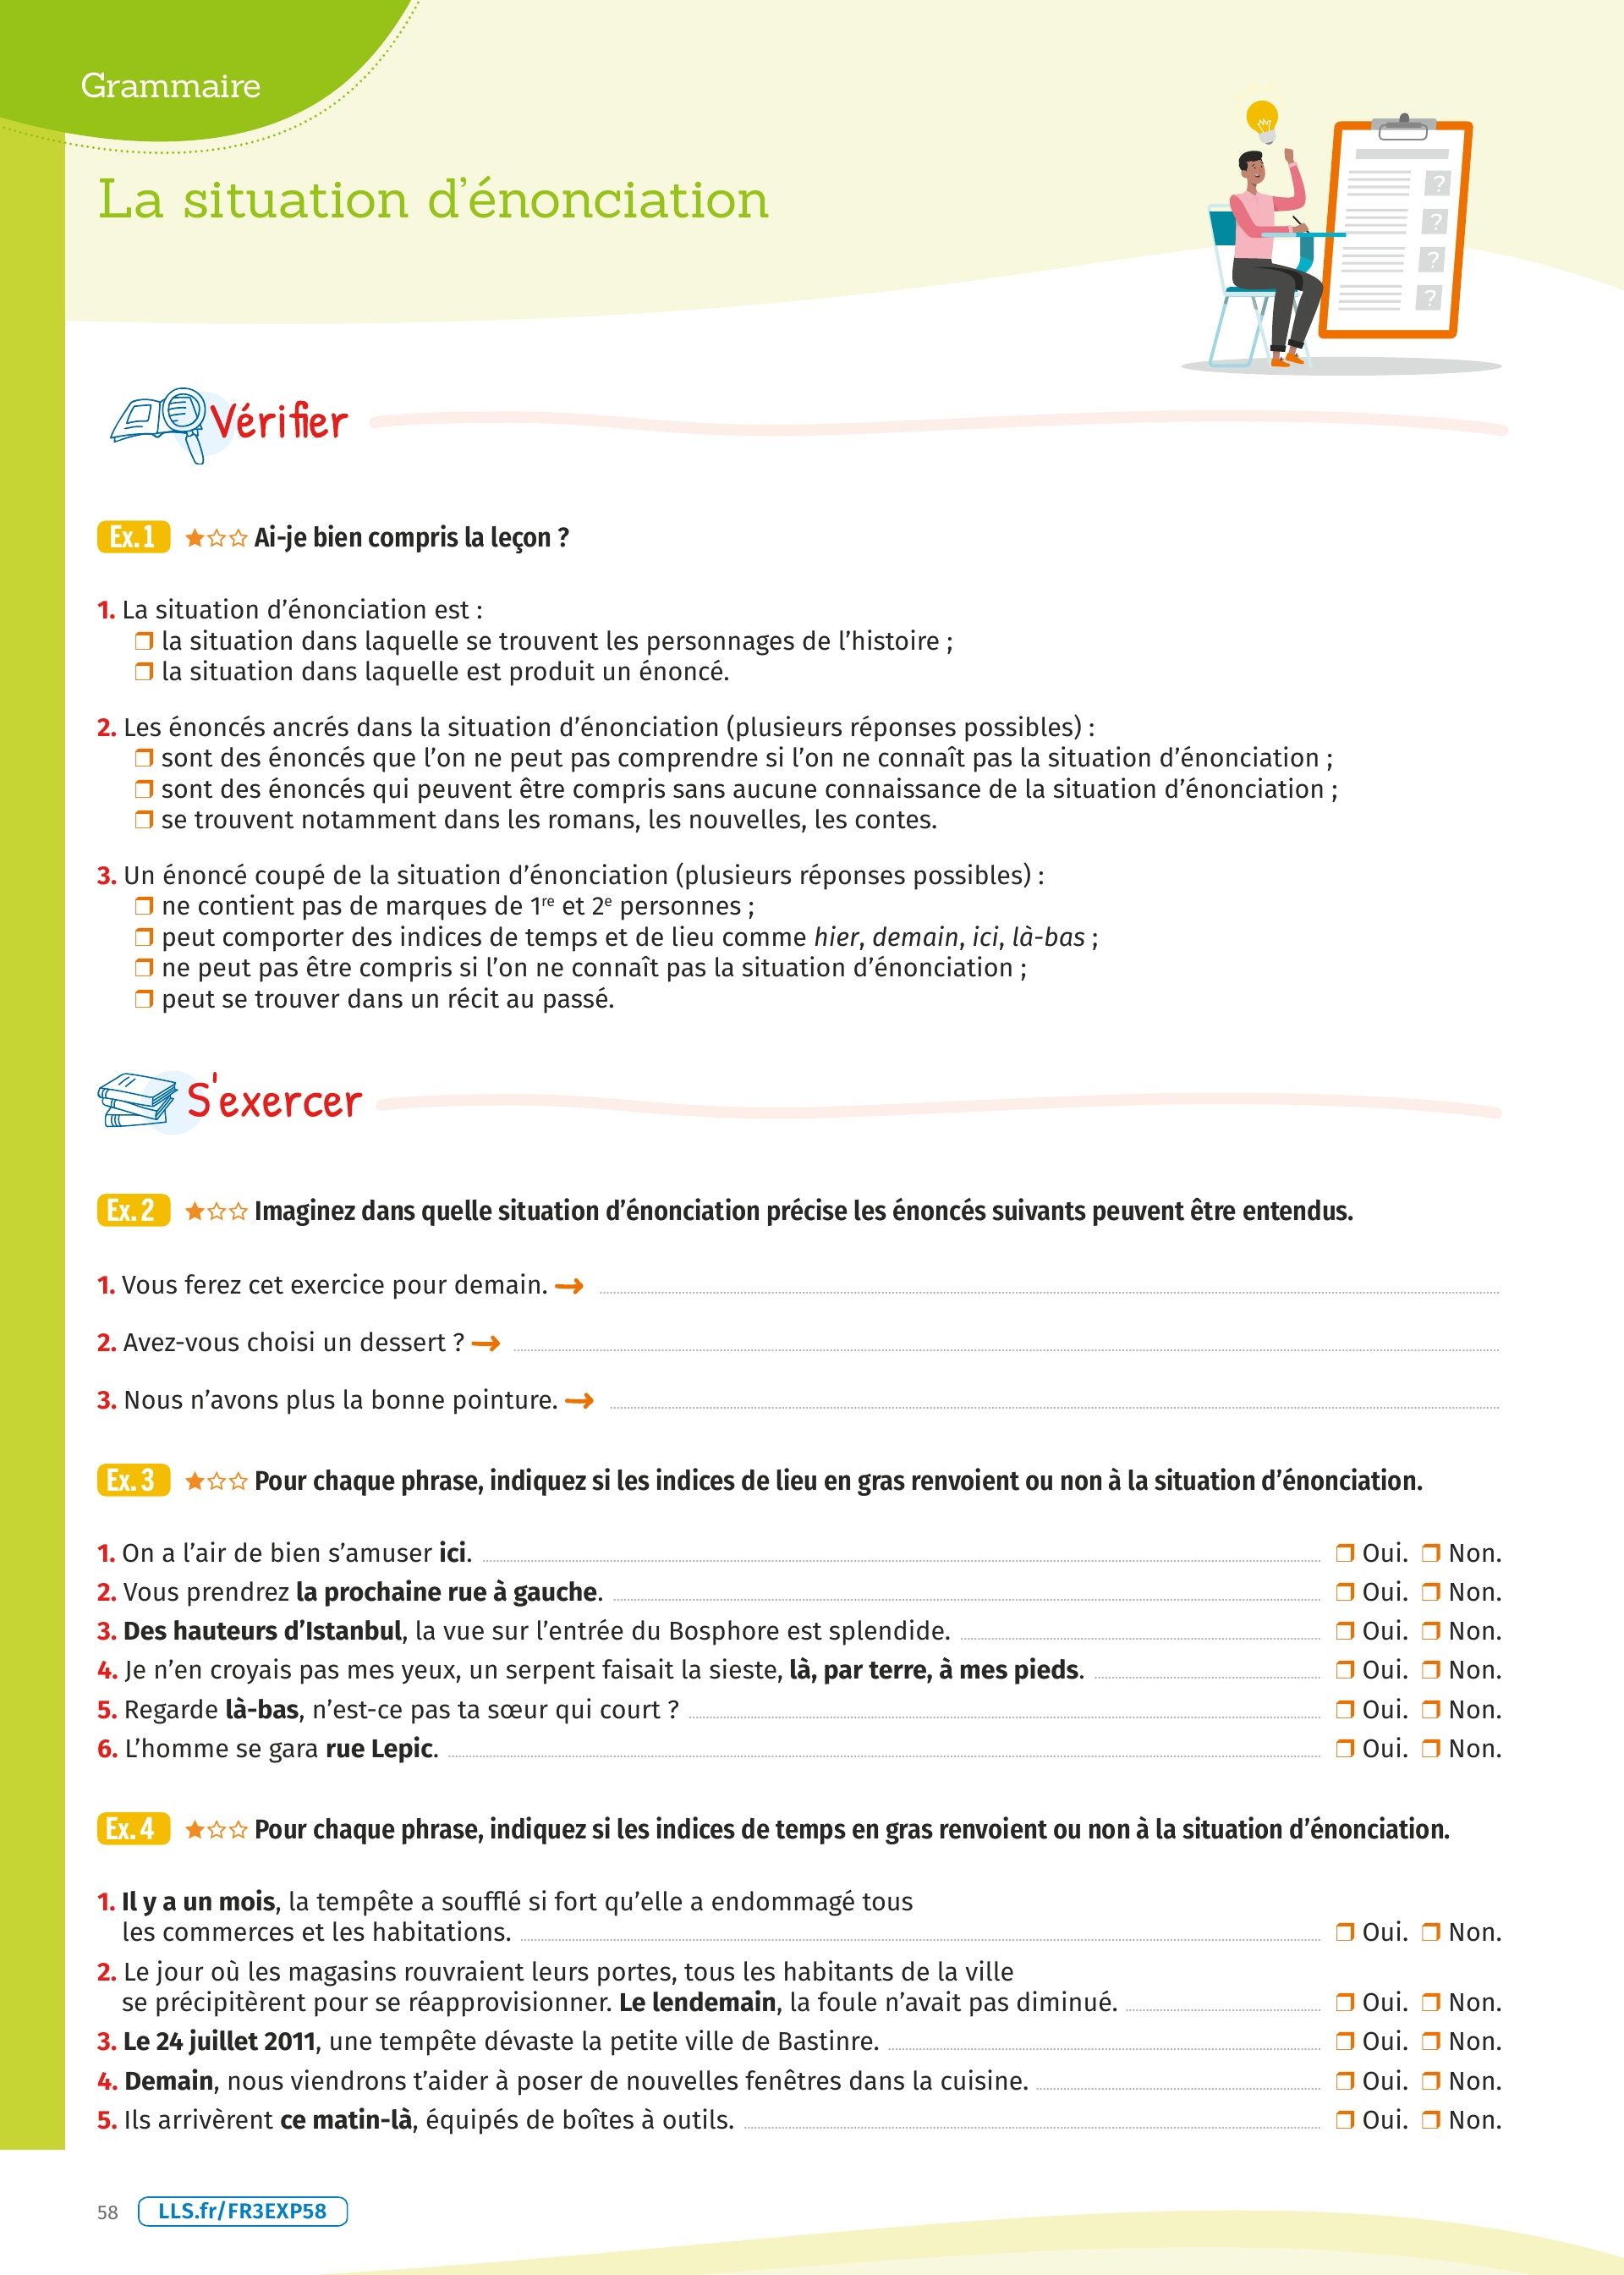 Grammaire
La situation d’énonciation
?
?
?
?
Vérifier
Ex. 1 ★☆☆ Ai-je bien compris la leçon ?
1. La situation d’énonciation est :
❒ la situation dans laquelle se trouvent les personnages de l’histoire ;
❒ la situation dans laquelle est produit un énoncé.
2. Les énoncés ancrés dans la situation d’énonciation (plusieurs réponses possibles) :
❒ sont des énoncés que l’on ne peut pas comprendre si l’on ne connaît pas la situation d’énonciation ;
❒ sont des énoncés qui peuvent être compris sans aucune connaissance de la situation d’énonciation ;
❒ se trouvent notamment dans les romans, les nouvelles, les contes.
3. Un énoncé coupé de la situation d’énonciation (plusieurs réponses possibles) :
❒ ne contient pas de marques de 1re et 2e personnes ;
❒ peut comporter des indices de temps et de lieu comme hier, demain, ici, là-bas ;
❒ ne peut pas être compris si l’on ne connaît pas la situation d’énonciation ;
❒ peut se trouver dans un récit au passé.
S'exercer
Ex. 2 ★☆☆ Imaginez dans quelle situation d’énonciation précise les énoncés suivants peuvent être entendus.
1. Vous ferez cet exercice pour demain. →
2. Avez-vous choisi un dessert ? →
3. Nous n’avons plus la bonne pointure. →
Ex. 3 ★☆☆ Pour chaque phrase, indiquez si les indices de lieu en gras renvoient ou non à la situation d’énonciation.
1. On a l’air de bien s’amuser ici. ❒ Oui. ❒ Non.
2. Vous prendrez la prochaine rue à gauche. ❒ Oui. ❒ Non.
3. Des hauteurs d’Istanbul, la vue sur l’entrée du Bosphore est splendide. ❒ Oui. ❒ Non.
4. Je n’en croyais pas mes yeux, un serpent faisait la sieste, là, par terre, à mes pieds. ❒ Oui. ❒ Non.
5. Regarde là-bas, n’est-ce pas ta sœur qui court ? ❒ Oui. ❒ Non.
6. L’homme se gara rue Lepic. ❒ Oui. ❒ Non.
Ex. 4 ★☆☆ Pour chaque phrase, indiquez si les indices de temps en gras renvoient ou non à la situation d’énonciation.
1. Il y a un mois, la tempête a soufflé si fort qu’elle a endommagé tous
les commerces et les habitations. ❒ Oui. ❒ Non.
2. Le jour où les magasins rouvraient leurs portes, tous les habitants de la ville
se précipitèrent pour se réapprovisionner. Le lendemain, la foule n’avait pas diminué. ❒ Oui. ❒ Non.
3. Le 24 juillet 2011, une tempête dévaste la petite ville de Bastinre. ❒ Oui. ❒ Non.
4. Demain, nous viendrons t’aider à poser de nouvelles fenêtres dans la cuisine. ❒ Oui. ❒ Non.
5. Ils arrivèrent ce matin-là, équipés de boîtes à outils. ❒ Oui. ❒ Non.
58 LLS.fr/FR3EXP58